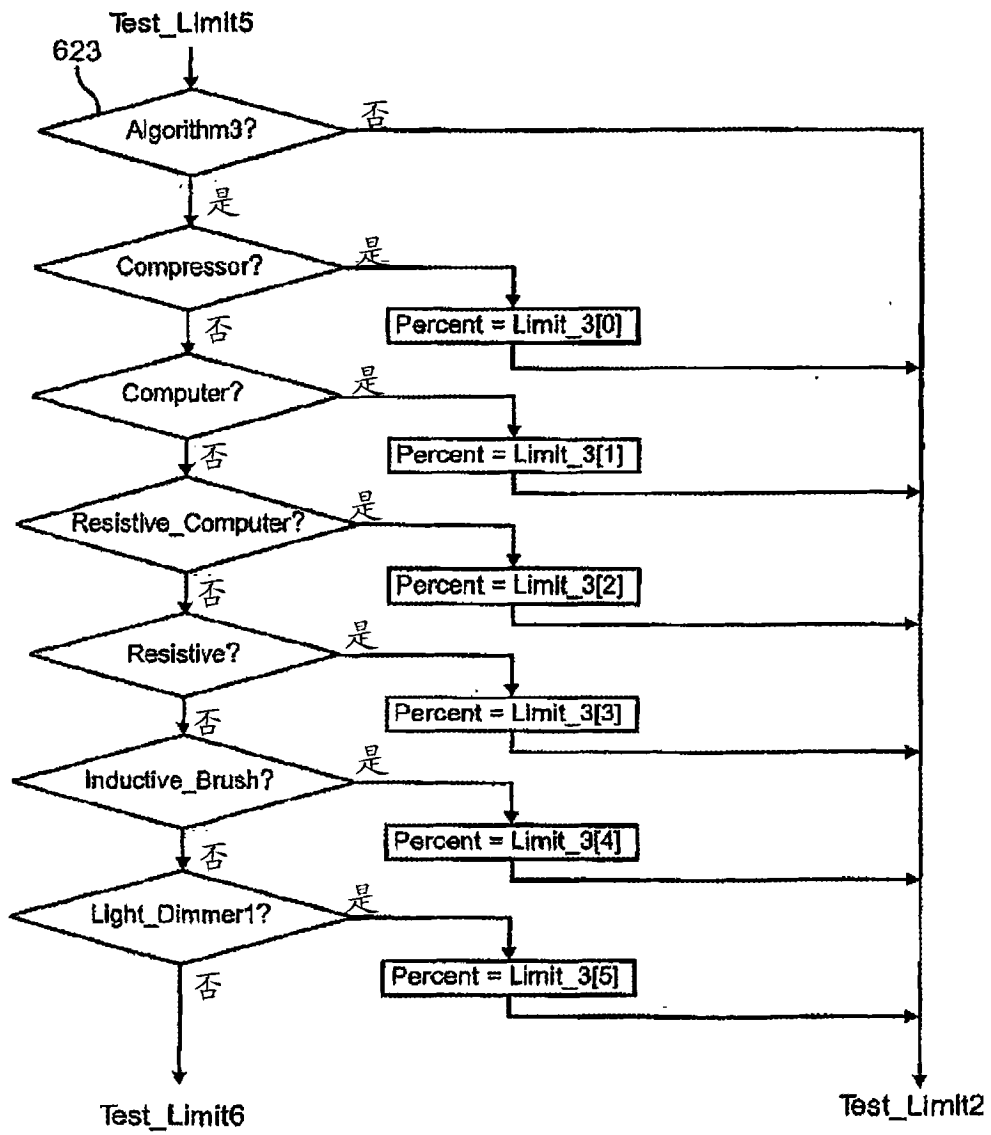 Test_Limit5
623
Algorithm3?
否
是
Compressor?
是
Percent = Limit_3[0]
否
Computer?
是
Percent = Limit_3[1]
否
Resistive_Computer?
是
Percent = Limit_3[2]
否
Resistive?
是
Percent = Limit_3[3]
否
Inductive_Brush?
是
Percent = Limit_3[4]
否
Light_Dimmer1?
是
Percent = Limit_3[5]
否
Test_Limit6
Test_Limit2